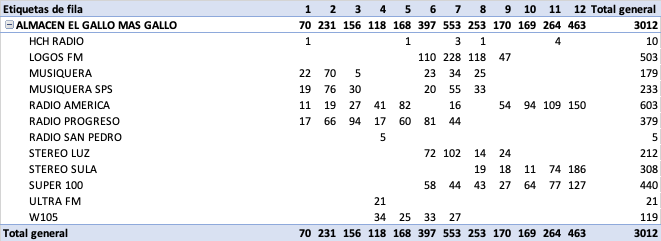 Etiquetas de fila 1 2 3 4 5 6 7 8 9 10 11 12 Total general
ALMACEN EL GALLO MAS GALLO 70 231 156 118 168 397 553 253 170 169 264 463 3012
HCH RADIO 1 1 3 1 4 10
LOGOS FM 110 228 118 47 503
MUSIQUERA 22 70 5 23 34 25 179
MUSIQUERA SPS 19 76 30 20 55 33 233
RADIO AMERICA 11 19 27 41 82 16 54 94 109 150 603
RADIO PROGRESO 17 66 94 17 60 81 44 379
RADIO SAN PEDRO 5 5
STEREO LUZ 72 102 14 24 212
STEREO SULA 19 18 11 74 186 308
SUPER 100 58 44 43 27 64 77 127 440
ULTRA FM 21 21
W105 34 25 33 27 119
Total general 70 231 156 118 168 397 553 253 170 169 264 463 3012